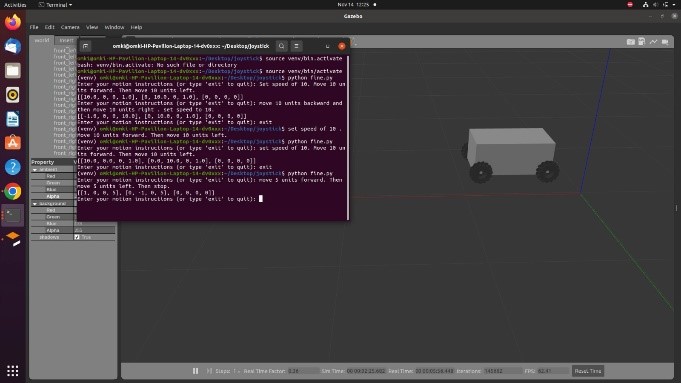 Activities
Terminal
Nov 14 12:25
Gazebo
File Edit Camera View Window Help
World Insert
Property
ambient
Red
Green
Blue
Alpha
background
Red
Green
Blue
Alpha
shadows True
omki@omki-HP-Pavilion-Laptop-14-dv0xxx: ~/Desktop/joystick
omki@omki-HP-Pavilion-Laptop-14-dv0xxx:~/Desktop/joystick$ source venv/bin.activate
bash: venv/bin.activate: No such file or directory
omki@omki-HP-Pavilion-Laptop-14-dv0xxx:~/Desktop/joystick$ source venv/bin/activate
(venv) omki@omki-HP-Pavilion-Laptop-14-dv0xxx:~/Desktop/joystick$ python fine.py
Enter your motion instructions (or type 'exit' to quit): Set speed of 10. Move 10 un
its forward. Then move 10 units left.
[[10.0, 0, 0, 1.0], [0, 10.0, 0, 1.0], [0, 0, 0, 0]]
Enter your motion instructions (or type 'exit' to quit): move 10 units backward and
then move 10 units right . set speed to 10.
[[-1.0, 0, 0, 10.0], [0, 10.0, 0, 1.0], [0, 0, 0, 0]]
Enter your motion instructions (or type 'exit' to quit): exit
(venv) omki@omki-HP-Pavilion-Laptop-14-dv0xxx:~/Desktop/joystick$ set speed of 10 .
Move 10 units forward. Then move 10 units left.
(venv) omki@omki-HP-Pavilion-Laptop-14-dv0xxx:~/Desktop/joystick$ python fine.py
Enter your motion instructions (or type 'exit' to quit): set speed of 10. Move 10 un
its forward. Then move 10 units left.
[[10.0, 0.0, 0, 1.0], [0.0, 10.0, 0, 1.0], [0, 0, 0, 0]]
Enter your motion instructions (or type 'exit' to quit): exit
(venv) omki@omki-HP-Pavilion-Laptop-14-dv0xxx:~/Desktop/joystick$ python fine.py
Enter your motion instructions (or type 'exit' to quit): move 5 units forward. Then
move 5 units left. Then stop.
[[1, 0, 0, 5], [0, -1, 0, 5], [0, 0, 0, 0]]
Enter your motion instructions (or type 'exit' to quit):
Steps: Real Time Factor: Sim Time: Real Time: Iterations: FPS: Reset Time